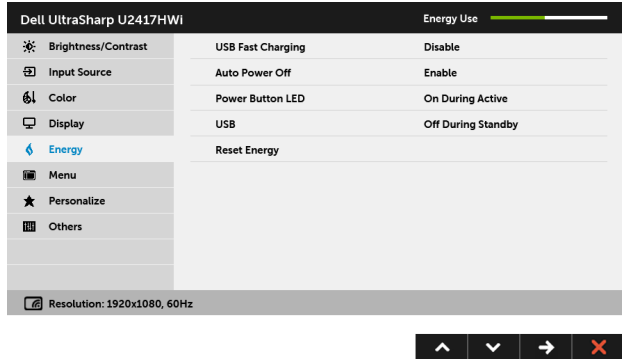 Dell UltraSharp U2417HWi
Energy Use
Brightness/Contrast
USB Fast Charging
Disable
Input Source
Auto Power Off
Enable
Color
Power Button LED
On During Active
Display
USB
Off During Standby
Energy
Reset Energy
Menu
Personalize
Others
Resolution: 1920x1080, 60Hz